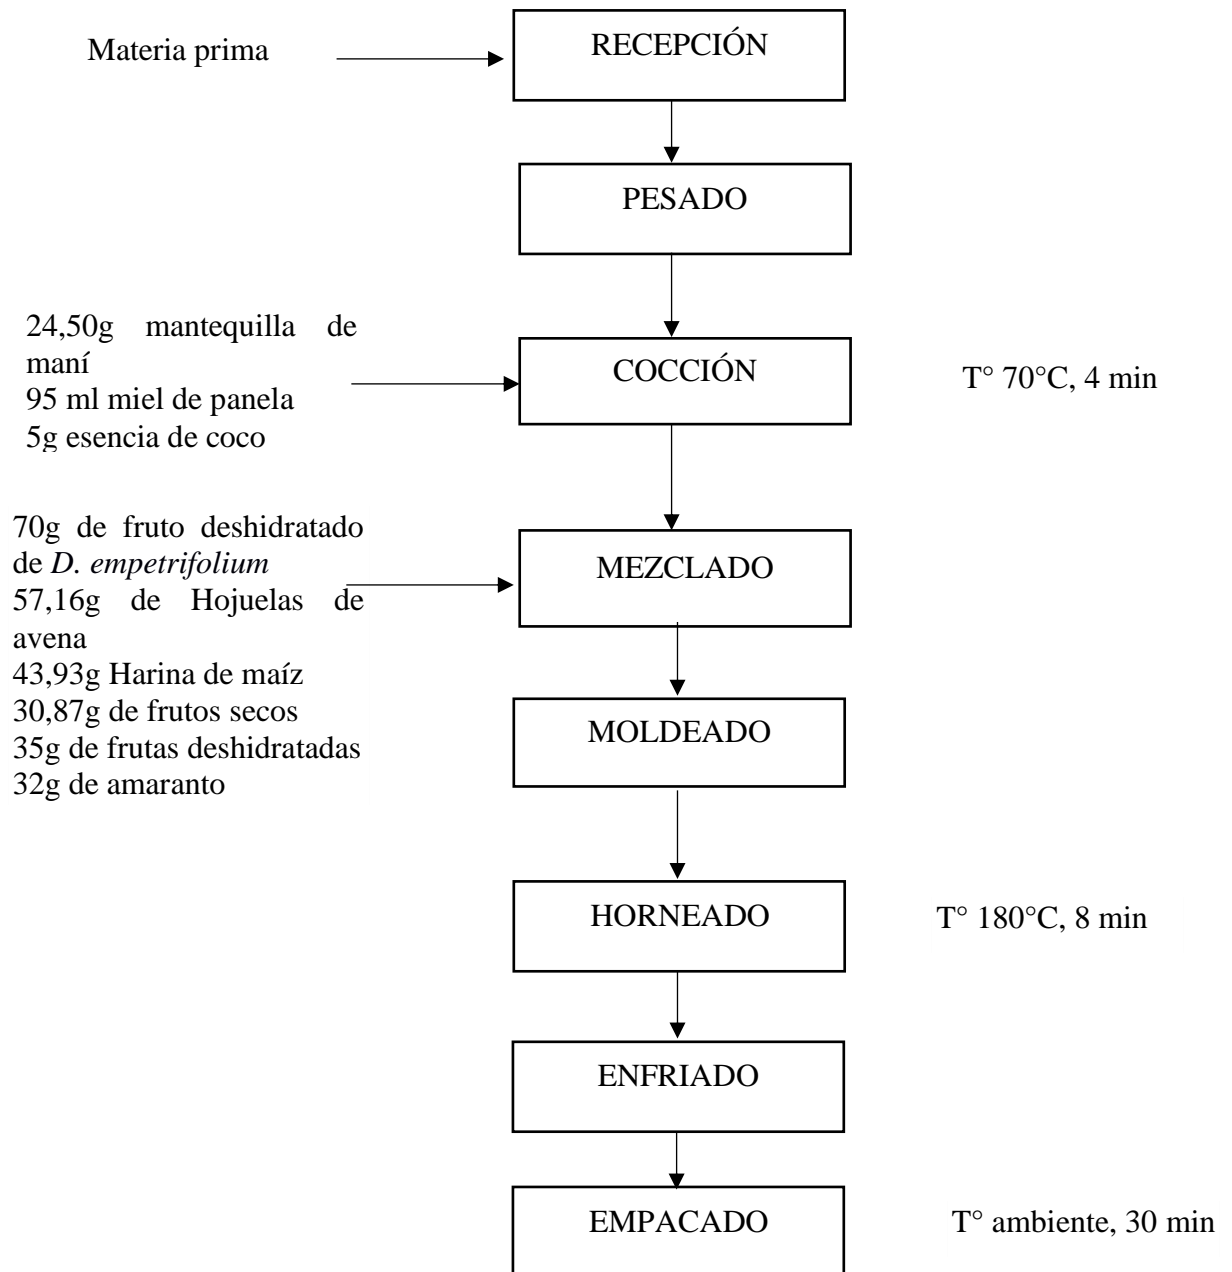 Materia prima
RECEPCIÓN
PESADO
24,50g mantequilla de
maní
95 ml miel de panela
5g esencia de coco
COCCIÓN
T° 70°C, 4 min
70g de fruto deshidratado
de D. empetrifolium
57,16g de Hojuelas de
avena
43,93g Harina de maíz
30,87g de frutos secos
35g de frutas deshidratadas
32g de amaranto
MEZCLADO
MOLDEADO
HORNEADO
T° 180°C, 8 min
ENFRIADO
EMPACADO
T° ambiente, 30 min